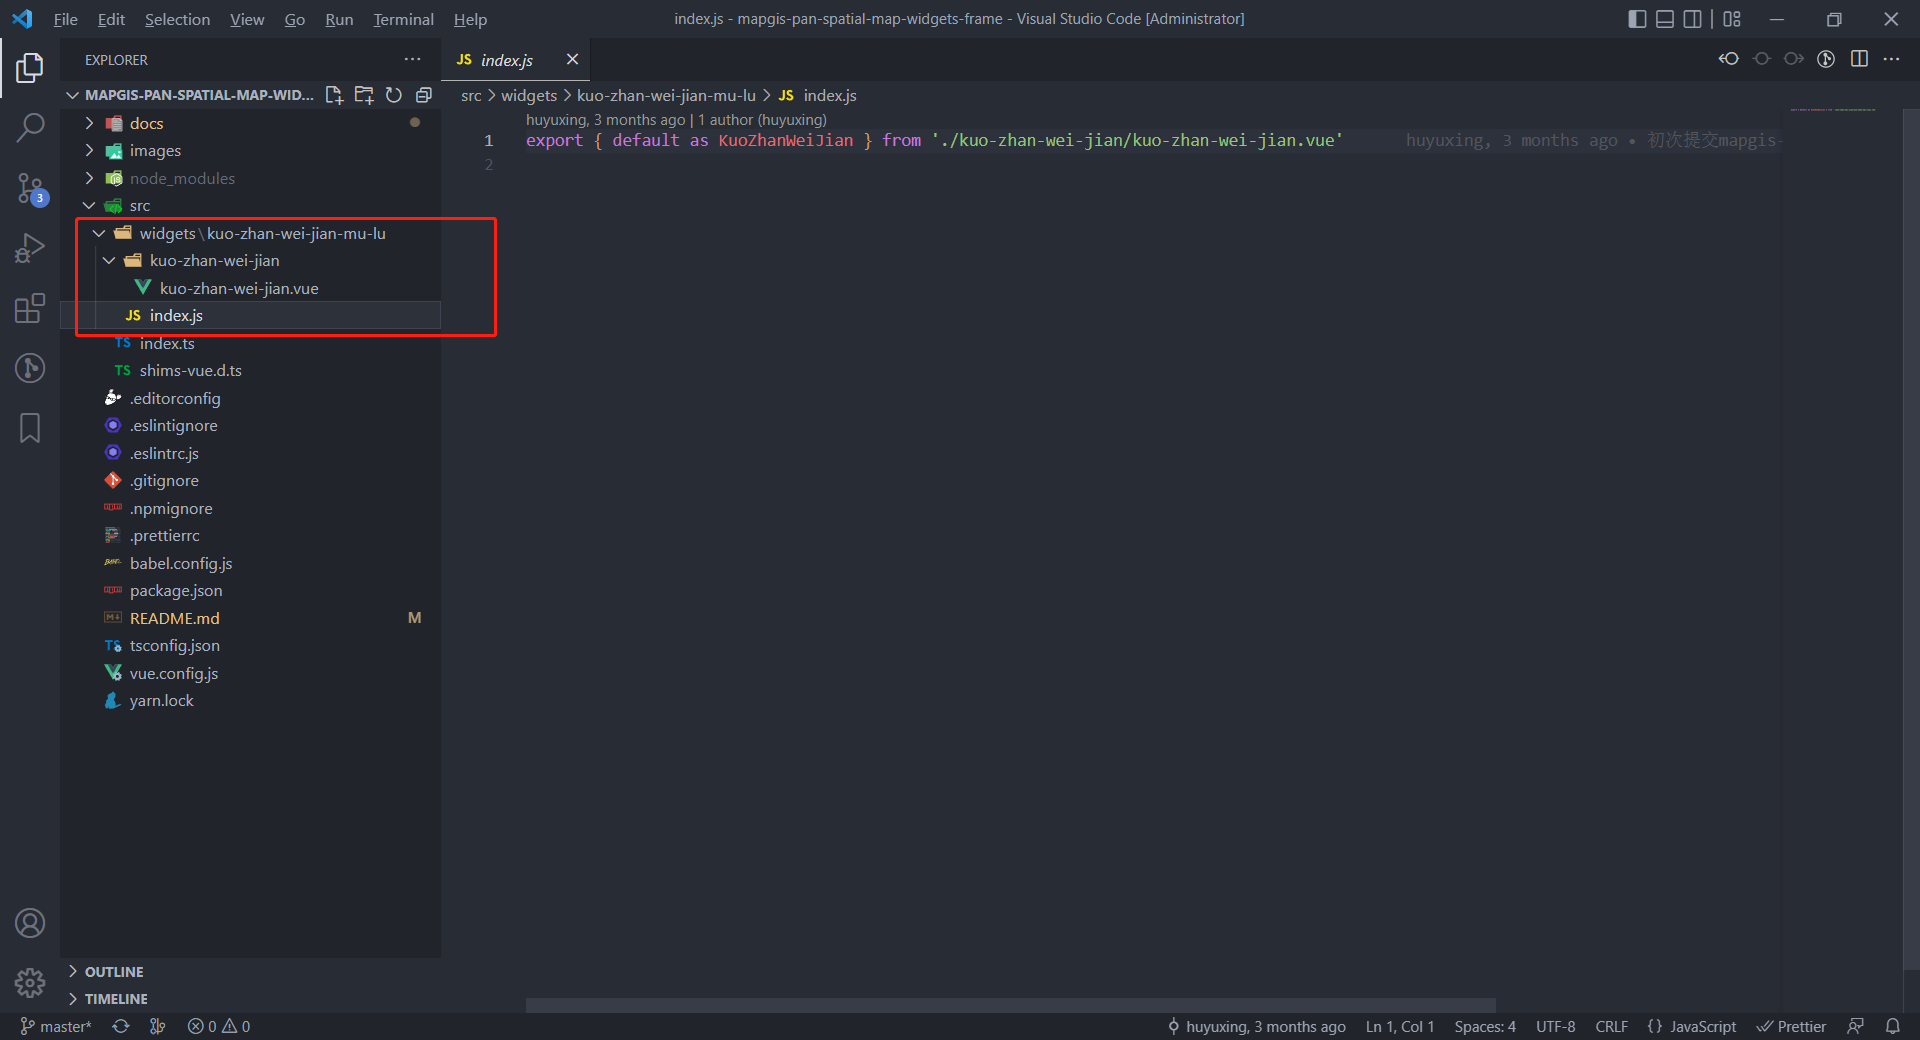 File Edit Selection View Go Run Terminal Help
index.js - mapgis-pan-spatial-map-widgets-frame - Visual Studio Code [Administrator]
EXPLORER
MAPGIS-PAN-SPATIAL-MAP-WID...
docs
images
node_modules
src
widgets\kuo-zhan-wei-jian-mu-lu
kuo-zhan-wei-jian
kuo-zhan-wei-jian.vue
JS index.js
TS index.ts
TS shims-vue.d.ts
.editorconfig
.eslintignore
.eslintrc.js
.gitignore
.npmignore
.prettierrc
babel.config.js
package.json
README.md M
tsconfig.json
vue.config.js
yarn.lock
OUTLINE
TIMELINE
3
JS index.js
src > widgets > kuo-zhan-wei-jian-mu-lu > JS index.js
huyuxing, 3 months ago | 1 author (huyuxing)
1 export { default as KuoZhanWeiJian } from './kuo-zhan-wei-jian/kuo-zhan-wei-jian.vue' huyuxing, 3 months ago • 初次提交mapgis-
2
master* 0 0 huyuxing, 3 months ago Ln 1, Col 1 Spaces: 4 UTF-8 CRLF {} JavaScript Prettier